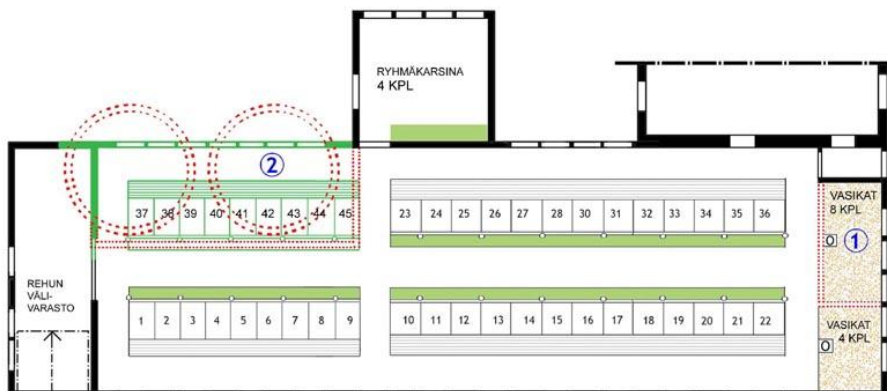 RYHMÄKARSINA
4 KPL
②
37 38 39 40 41 42 43 44 45
23 24 25 26 27 28 30 31 32 33 34 35 36
VASIKAT
8 KPL
①
REHUN
VÄLI-
VARASTO
1 2 3 4 5 6 7 8 9
10 11 12 13 14 15 16 17 18 19 20 21 22
VASIKAT
4 KPL